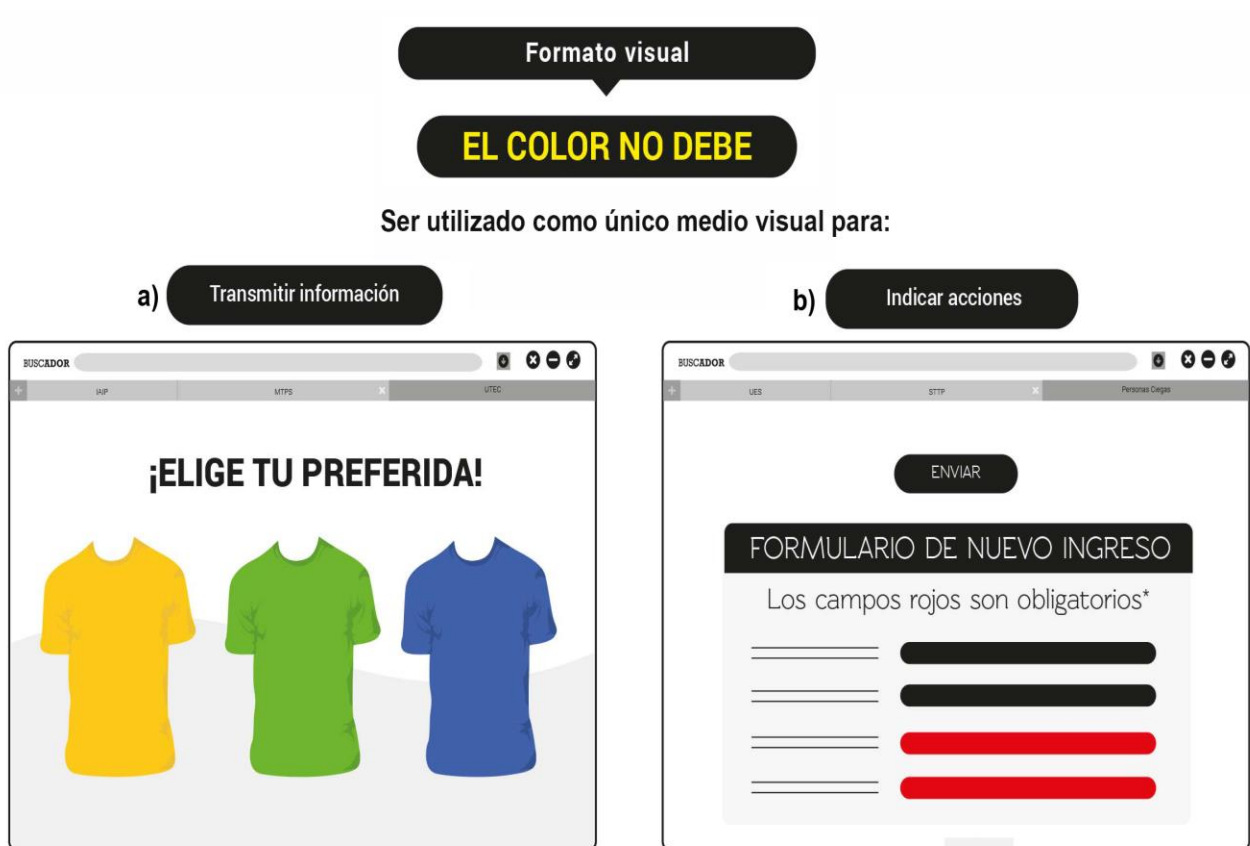 Formato visual
EL COLOR NO DEBE
Ser utilizado como único medio visual para:
a) Transmitir información
BUSCADOR
IAIP MTPS UTEC
¡ELIGE TU PREFERIDA!
b) Indicar acciones
BUSCADOR
UES STTP Personas Ciegas
ENVIAR
FORMULARIO DE NUEVO INGRESO
Los campos rojos son obligatorios*